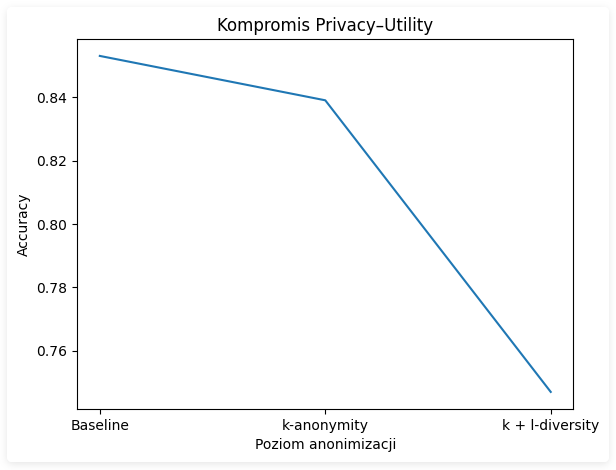 Kompromis Privacy–Utility
Accuracy
0.84
0.82
0.80
0.78
0.76
Baseline
k-anonymity
k + l-diversity
Poziom anonimizacji